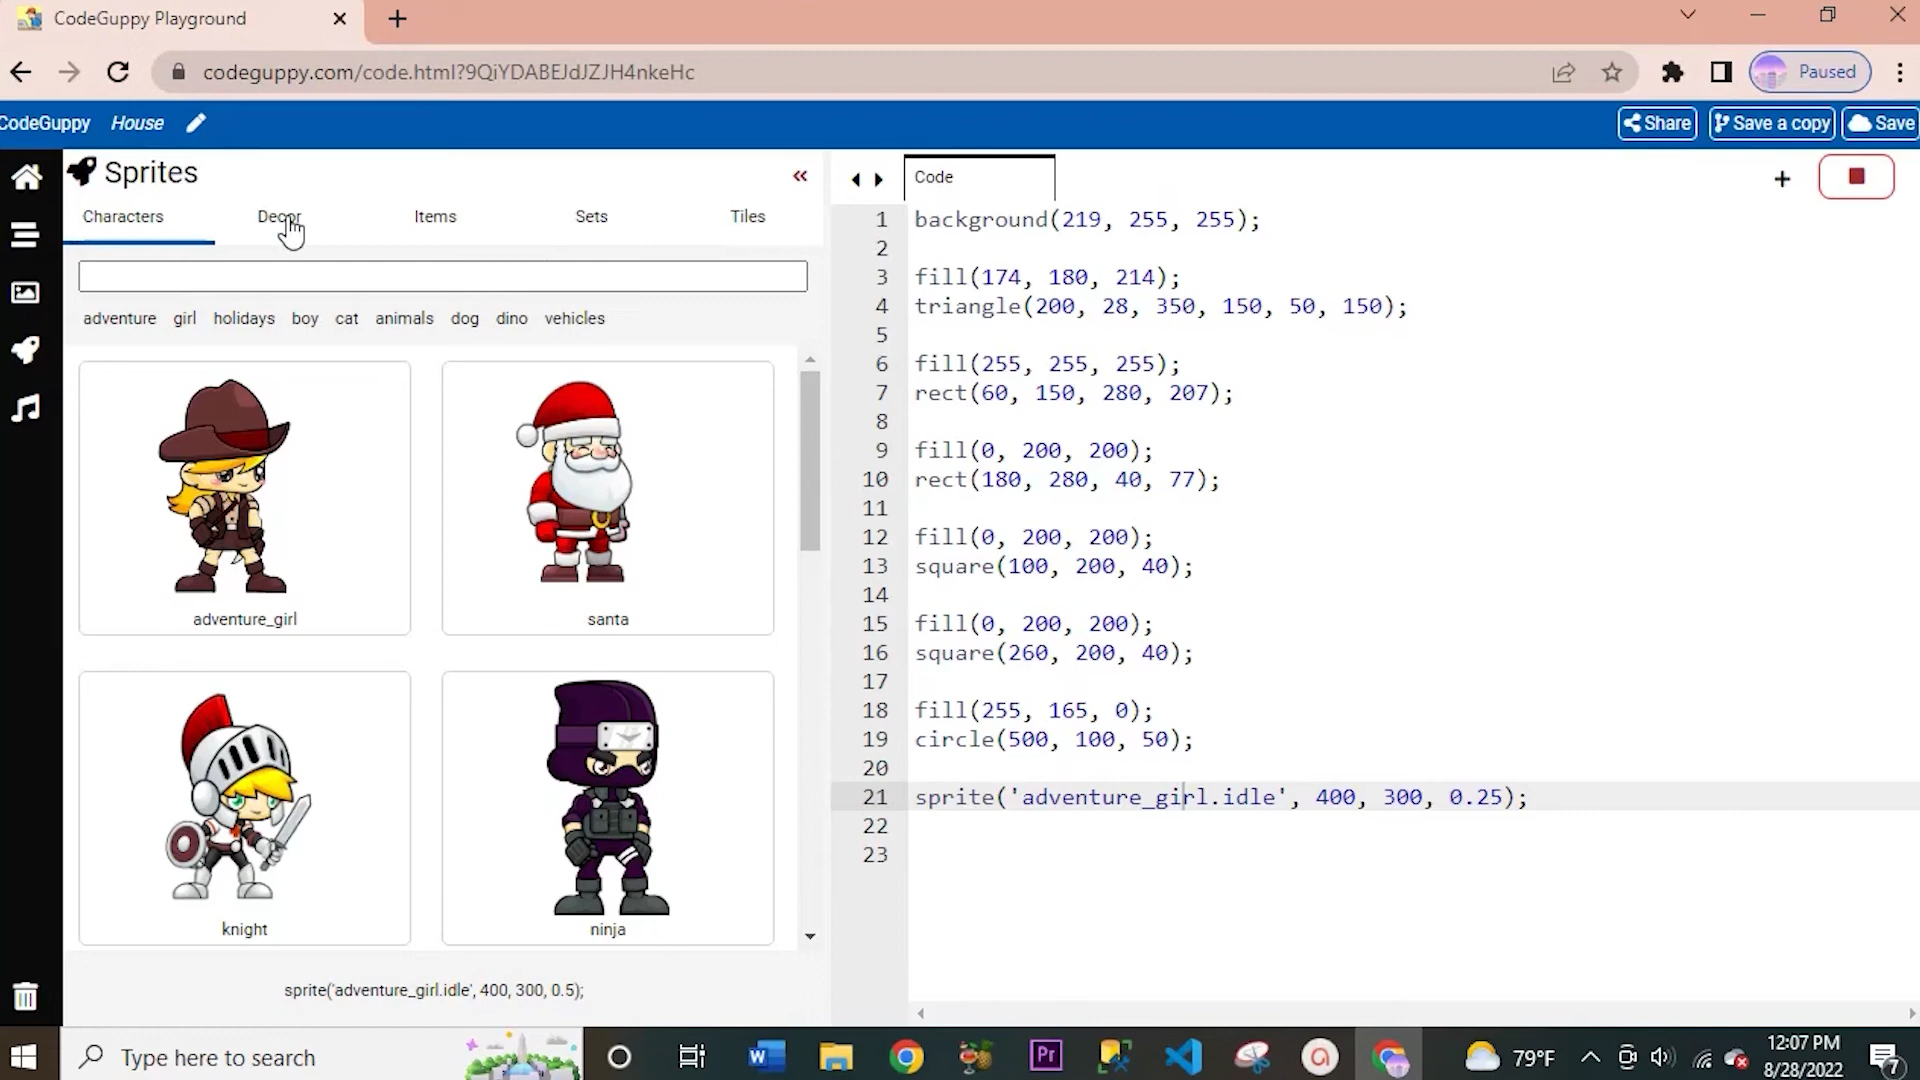 CodeGuppy Playground
codeguppy.com/code.html?9QiYDABEJdJZJH4nkeHc
Paused
CodeGuppy House
Share
Save a copy
Save
Sprites
Characters Decor Items Sets Tiles
adventure girl holidays boy cat animals dog dino vehicles
adventure_girl
santa
knight
ninja
sprite('adventure_girl.idle', 400, 300, 0.5);
Code
1 background(219, 255, 255);
2
3 fill(174, 180, 214);
4 triangle(200, 28, 350, 150, 50, 150);
5
6 fill(255, 255, 255);
7 rect(60, 150, 280, 207);
8
9 fill(0, 200, 200);
10 rect(180, 280, 40, 77);
11
12 fill(0, 200, 200);
13 square(100, 200, 40);
14
15 fill(0, 200, 200);
16 square(260, 200, 40);
17
18 fill(255, 165, 0);
19 circle(500, 100, 50);
20
21 sprite('adventure_girl.idle', 400, 300, 0.25);
22
23
Type here to search
W
Pr
79°F
12:07 PM
8/28/2022
7